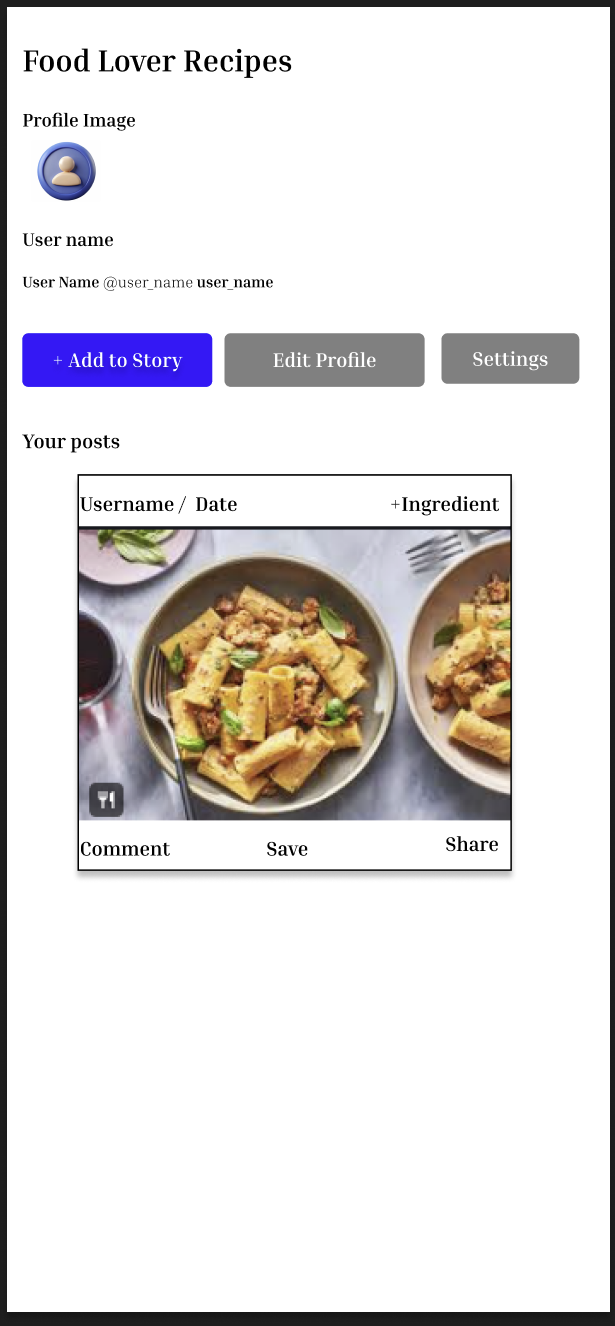 Food Lover Recipes
Profile Image
User name
User Name @user_name user_name
+ Add to Story Edit Profile Settings
Your posts
Username / Date +Ingredient
Comment Save Share